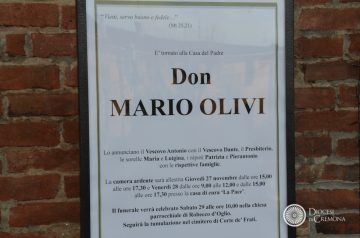 "Vieni, servo buono e fedele..."
(Mt 25,21)
E' tornato alla Casa del Padre
Don
MARIO OLIVI
Lo annunciano il Vescovo Antonio con il Vescovo Dante, il Presbiterio,
le sorelle Maria e Luigina, i nipoti Patrizia e Pierantonio
con le rispettive famiglie.
La camera ardente sarà allestita Giovedì 27 novembre dalle ore 15,00
alle ore 17,30 e Venerdì 28 dalle ore 9,00 alle 12,00 e dalle 15,00
alle ore 17,30 presso la casa di cura "La Pace".
Il funerale verrà celebrato Sabato 29 alle ore 10,00 nella chiesa
parrocchiale di Robecco d'Oglio.
Seguirà la tumulazione nel cimitero di Corte de' Frati.
DIOCESI
DI CREMONA